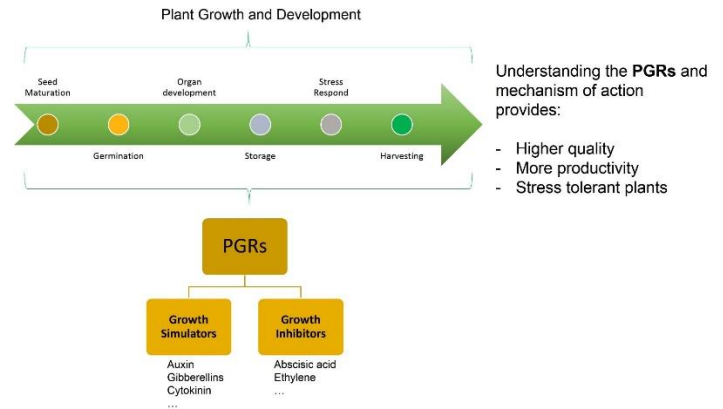 Plant Growth and Development
Seed
Maturation
Organ
development
Stress
Respond
Germination
Storage
Harvesting
Understanding the PGRs and
mechanism of action
provides:
- Higher quality
- More productivity
- Stress tolerant plants
PGRs
Growth
Simulators
Growth
Inhibitors
Auxin
Gibberellins
Cytokinin
...
Abscisic acid
Ethylene
...